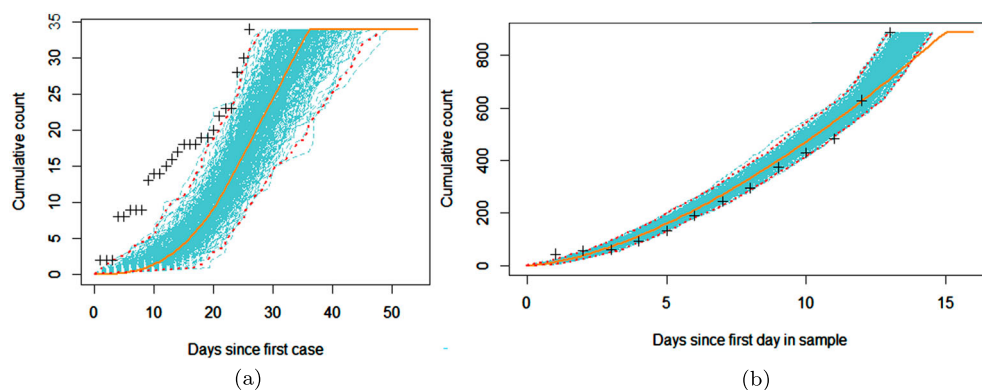 Cumulative count
35
30
25
20
15
10
5
0
0 10 20 30 40 50
Days since first case
(a)
Cumulative count
800
600
400
200
0
0 5 10 15
Days since first day in sample
(b)